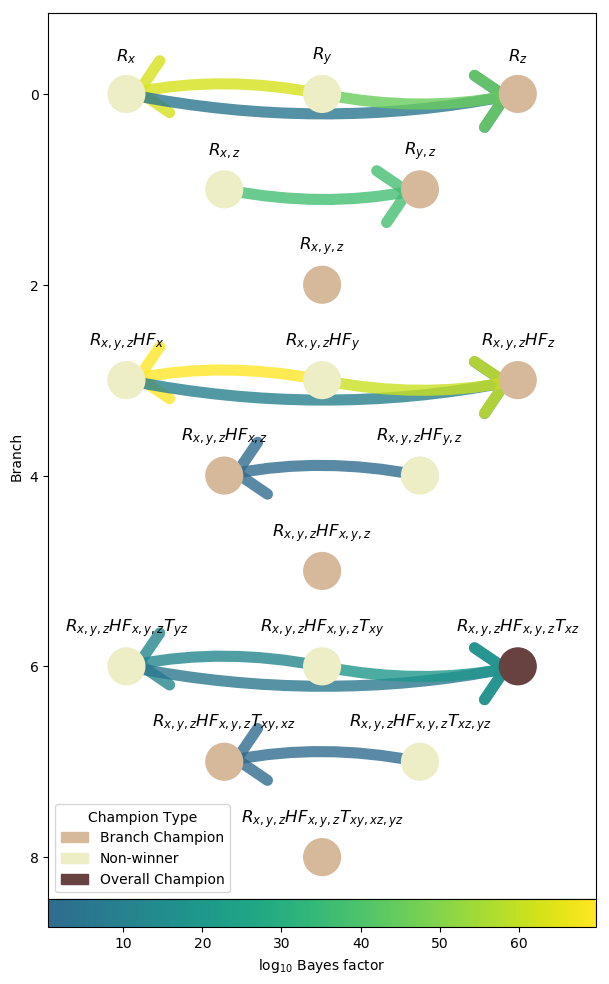 R_x R_y R_z
0
R_{x,z} R_{y,z}
R_{x,y,z}
2
R_{x,y,z}HF_x R_{x,y,z}HF_y R_{x,y,z}HF_z
R_{x,y,z}HF_{x,z} R_{x,y,z}HF_{y,z}
Branch
4
R_{x,y,z}HF_{x,y,z}
R_{x,y,z}HF_{x,y,z}T_{yz} R_{x,y,z}HF_{x,y,z}T_{xy} R_{x,y,z}HF_{x,y,z}T_{xz}
6
R_{x,y,z}HF_{x,y,z}T_{xy,xz} R_{x,y,z}HF_{x,y,z}T_{xz,yz}
R_{x,y,z}HF_{x,y,z}T_{xy,xz,yz}
8
Champion Type
Branch Champion
Non-winner
Overall Champion
10 20 30 40 50 60
log_{10} Bayes factor